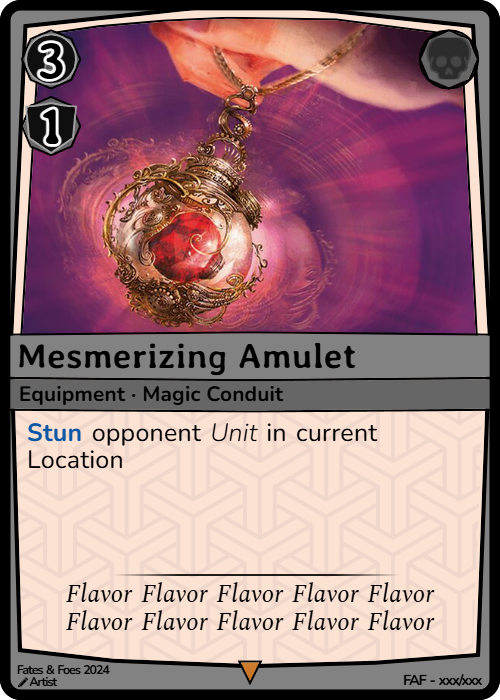 3
1
Mesmerizing Amulet
Equipment · Magic Conduit
Stun opponent Unit in current
Location
Flavor Flavor Flavor Flavor Flavor
Flavor Flavor Flavor Flavor Flavor
Fates & Foes 2024
Artist
FAF - xxx/xxx